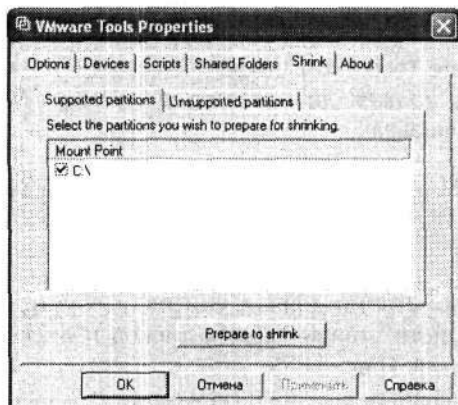 VMware Tools Properties
Options Devices Scripts Shared Folders Shrink About
Supported partitions Unsupported partitions
Select the partitions you wish to prepare for shrinking.
Mount Point
C:\
Prepare to shrink
OK Отмена Применить Справка